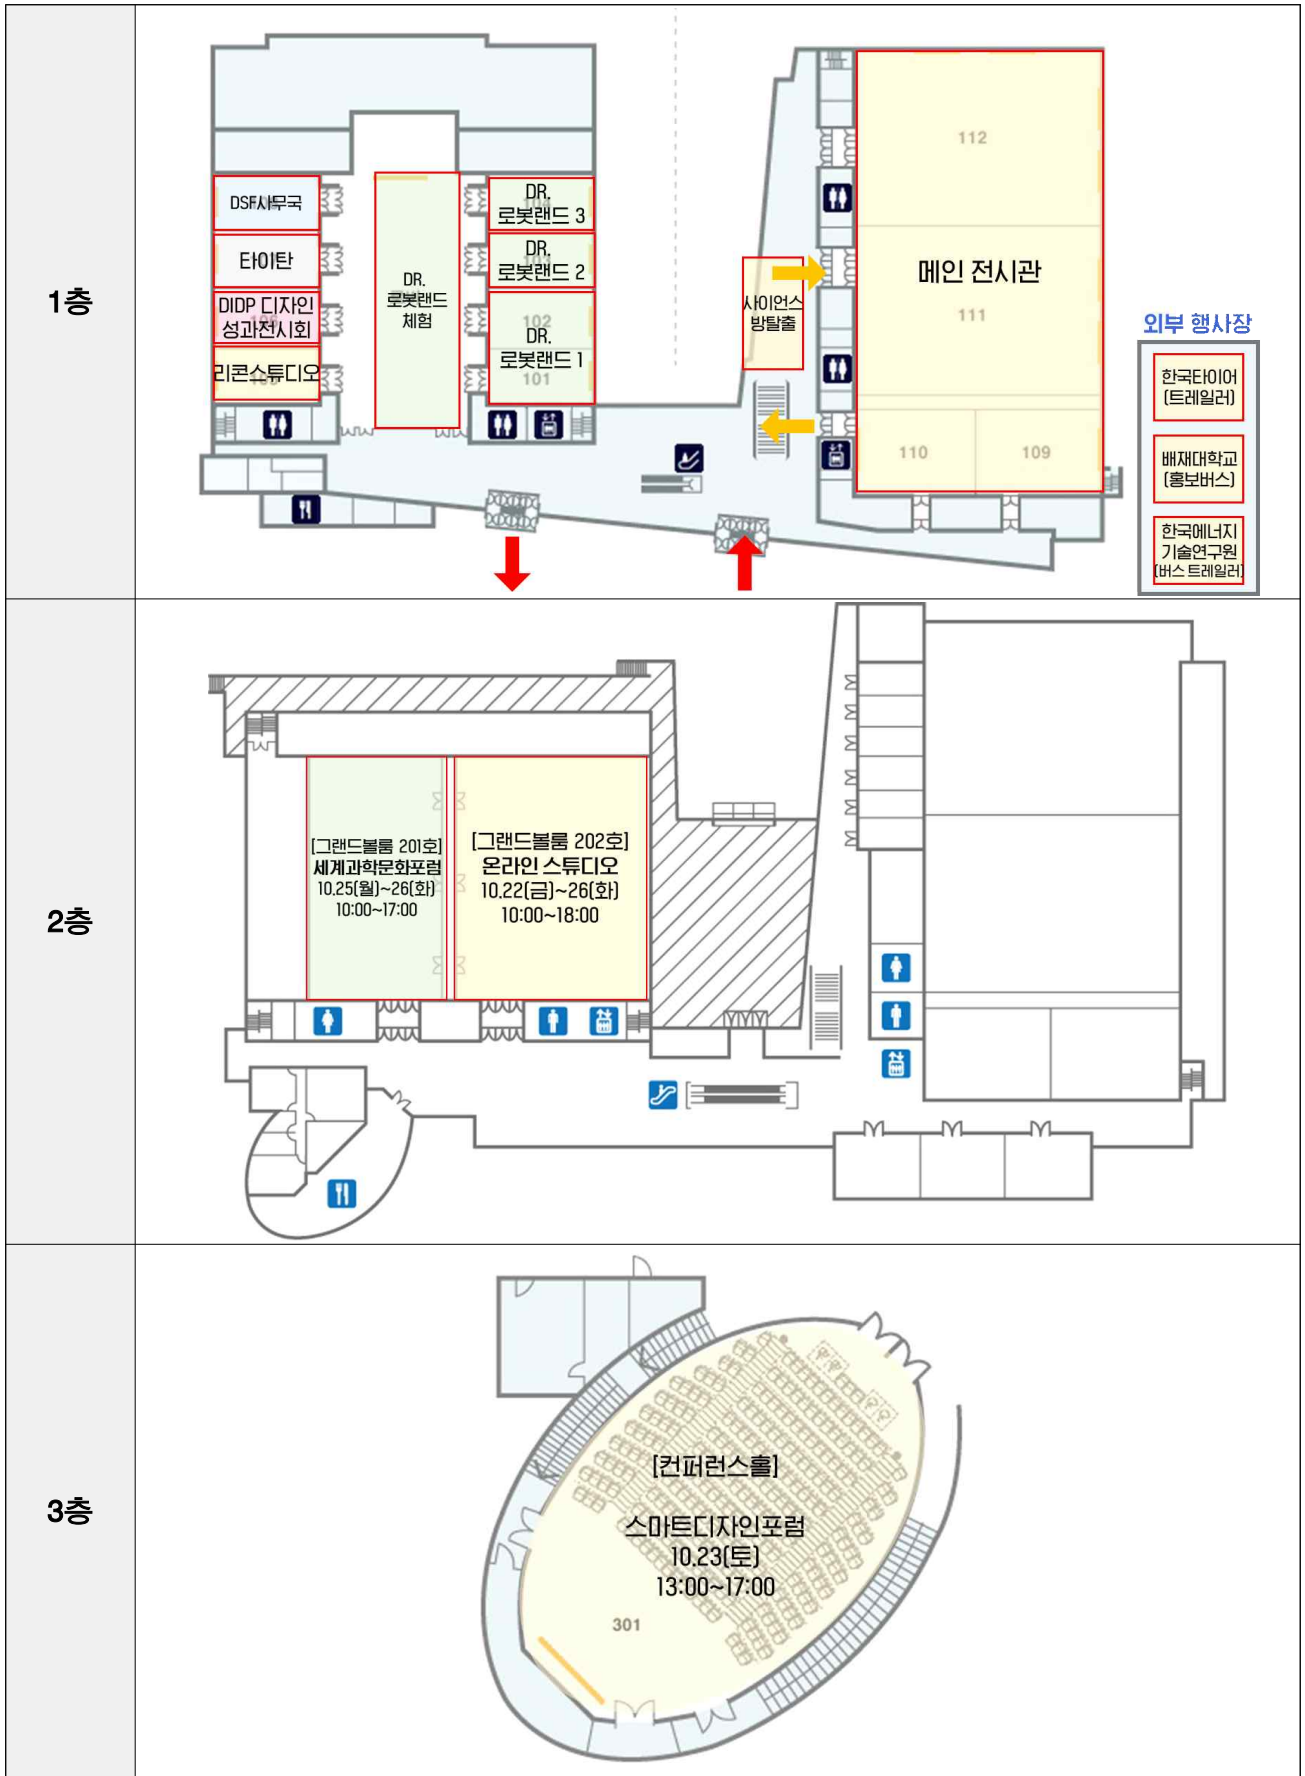 1층
DSF사무국
타이탄
DIDP 디자인
성과전시회
106
리콘스튜디오
DR.
로봇랜드
체험
DR.
로봇랜드 3
104
DR.
로봇랜드 2
103
102
DR.
로봇랜드 1
101
사이언스
방탈출
112
메인 전시관
111
110
109
외부 행사장
한국타이어
(트레일러)
배재대학교
(홍보버스)
한국에너지
기술연구원
(버스 트레일러)
2층
[그랜드볼룸 201호]
세계과학문화포럼
10.25(월)~26(화)
10:00~17:00
[그랜드볼룸 202호]
온라인 스튜디오
10.22(금)~26(화)
10:00~18:00
3층
[컨퍼런스홀]
스마트디자인포럼
10.23(토)
13:00~17:00
301